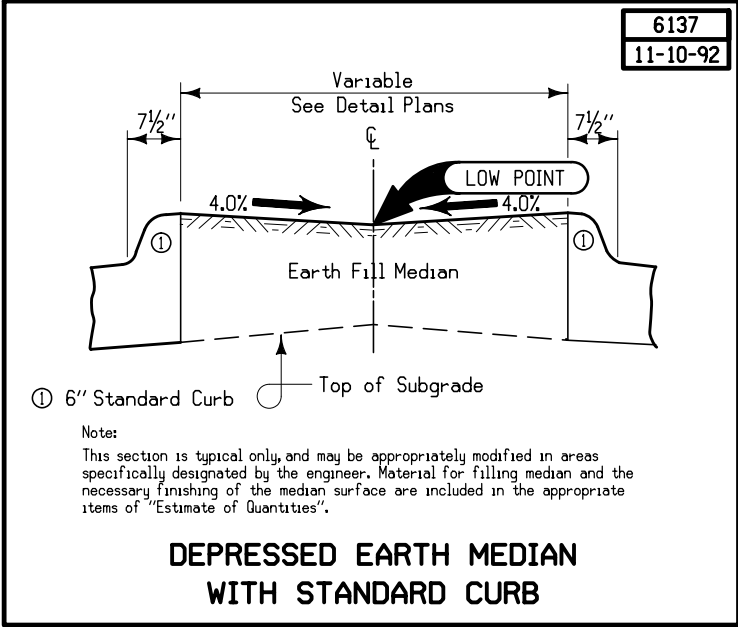 6137
11-10-92
Variable
See Detail Plans
7½" 7½"
℄
LOW POINT
4.0% 4.0%
① ①
Earth Fill Median
Top of Subgrade
① 6" Standard Curb
Note:
This section is typical only, and may be appropriately modified in areas
specifically designated by the engineer. Material for filling median and the
necessary finishing of the median surface are included in the appropriate
items of "Estimate of Quantities".
DEPRESSED EARTH MEDIAN
WITH STANDARD CURB